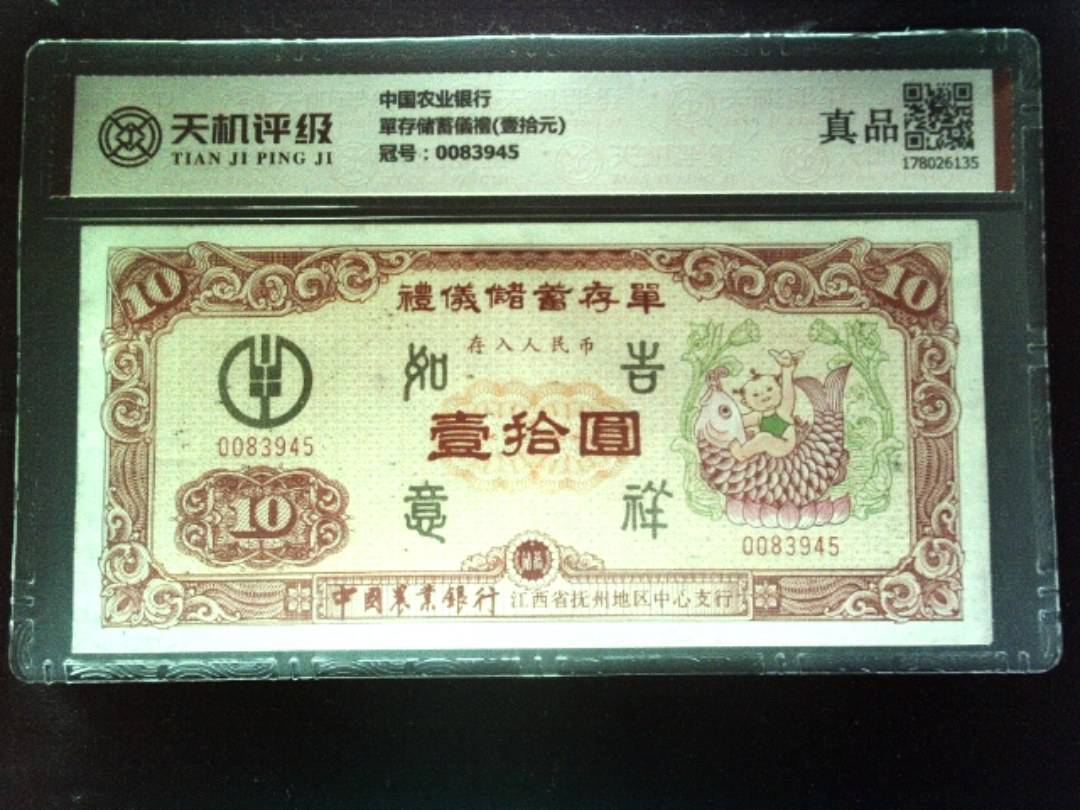 天机评级
TIAN JI PING JI
中国农业银行
單存储蓄儀禮(壹拾元)
冠号：0083945
真品
178026135
10
10
禮儀儲蓄存單
存入人民币
如
吉
壹拾圓
意
祥
0083945
10
0083945
中國農業銀行 江西省抚州地区中心支行